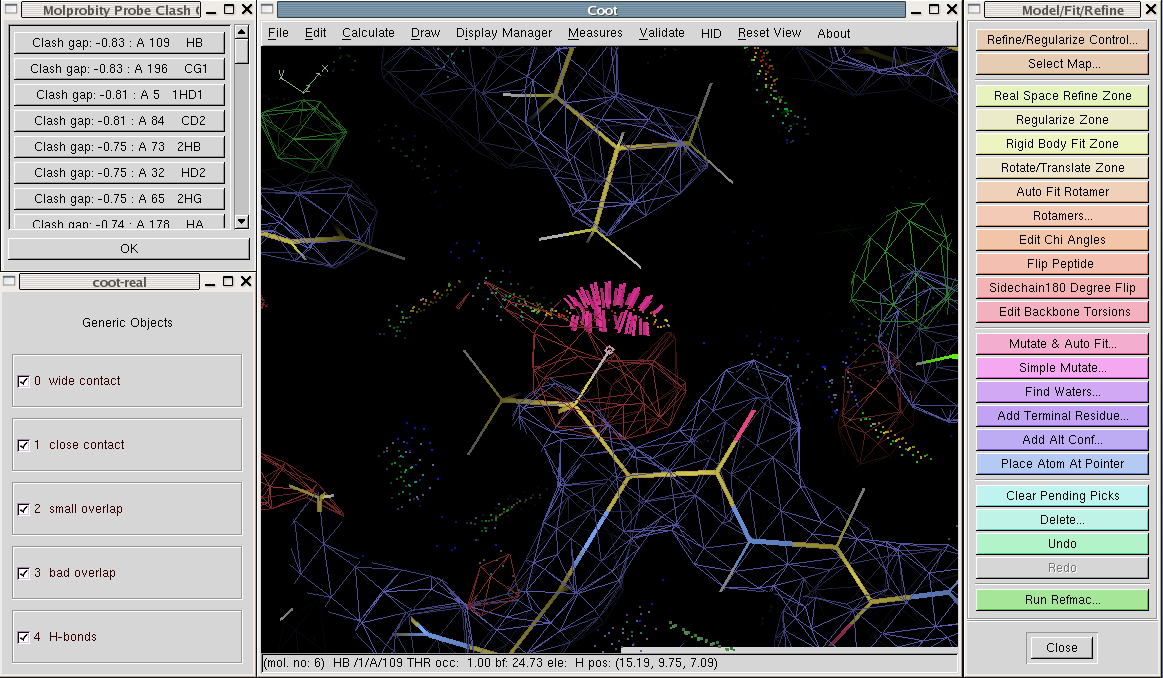 Molprobity Probe Clash
Clash gap: -0.83 : A 109 HB
Clash gap: -0.83 : A 196 CG1
Clash gap: -0.81 : A 5 1HD1
Clash gap: -0.81 : A 84 CD2
Clash gap: -0.75 : A 73 2HB
Clash gap: -0.75 : A 32 HD2
Clash gap: -0.75 : A 65 2HG
Clash gap: -0.74 : A 178 HA
OK
coot-real
Generic Objects
0 wide contact
1 close contact
2 small overlap
3 bad overlap
4 H-bonds
Coot
File Edit Calculate Draw Display Manager Measures Validate HID Reset View About
y x
z
(mol. no: 6) HB /1/A/109 THR occ: 1.00 bf: 24.73 ele: H pos: (15.19, 9.75, 7.09)
Model/Fit/Refine
Refine/Regularize Control...
Select Map...
Real Space Refine Zone
Regularize Zone
Rigid Body Fit Zone
Rotate/Translate Zone
Auto Fit Rotamer
Rotamers...
Edit Chi Angles
Flip Peptide
Sidechain180 Degree Flip
Edit Backbone Torsions
Mutate & Auto Fit...
Simple Mutate...
Find Waters...
Add Terminal Residue...
Add Alt Conf...
Place Atom At Pointer
Clear Pending Picks
Delete...
Undo
Redo
Run Refmac...
Close